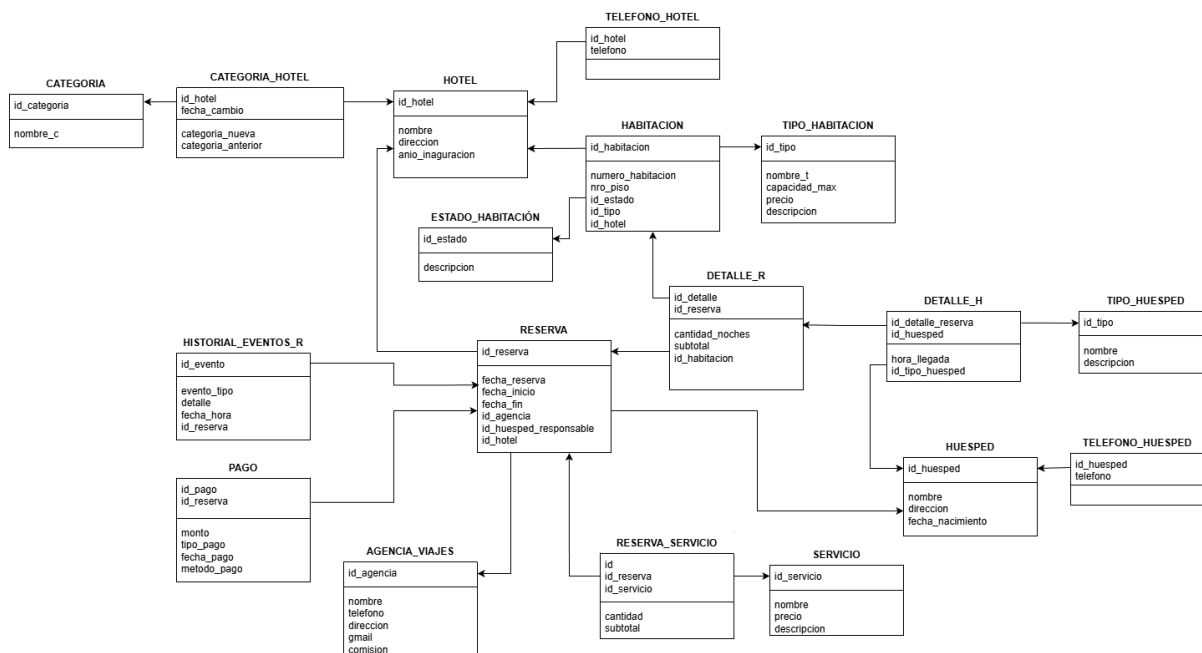 TELEFONO_HOTEL
id_hotel
telefono
CATEGORIA
id_categoria
nombre_c
CATEGORIA_HOTEL
id_hotel
fecha_cambio
categoria_nueva
categoria_anterior
HOTEL
id_hotel
nombre
direccion
anio_inaguracion
HABITACION
id_habitacion
numero_habitacion
nro_piso
id_estado
id_tipo
id_hotel
TIPO_HABITACION
id_tipo
nombre_t
capacidad_max
precio
descripcion
ESTADO_HABITACIÓN
id_estado
descripcion
DETALLE_R
id_detalle
id_reserva
cantidad_noches
subtotal
id_habitacion
DETALLE_H
id_detalle_reserva
id_huesped
hora_llegada
id_tipo_huesped
TIPO_HUESPED
id_tipo
nombre
descripcion
HISTORIAL_EVENTOS_R
id_evento
evento_tipo
detalle
fecha_hora
id_reserva
RESERVA
id_reserva
fecha_reserva
fecha_inicio
fecha_fin
id_agencia
id_huesped_responsable
id_hotel
HUESPED
id_huesped
nombre
direccion
fecha_nacimiento
TELEFONO_HUESPED
id_huesped
telefono
PAGO
id_pago
id_reserva
monto
tipo_pago
fecha_pago
metodo_pago
AGENCIA_VIAJES
id_agencia
nombre
telefono
direccion
gmail
comision
RESERVA_SERVICIO
id
id_reserva
id_servicio
cantidad
subtotal
SERVICIO
id_servicio
nombre
precio
descripcion